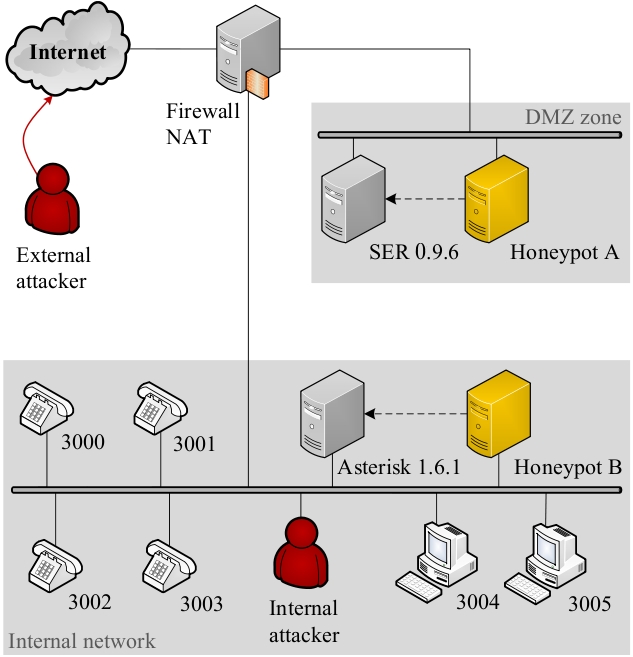 Internet
Firewall
NAT
DMZ zone
External
attacker
SER 0.9.6
Honeypot A
3000
3001
Asterisk 1.6.1
Honeypot B
3002
3003
Internal
attacker
3004
3005
Internal network